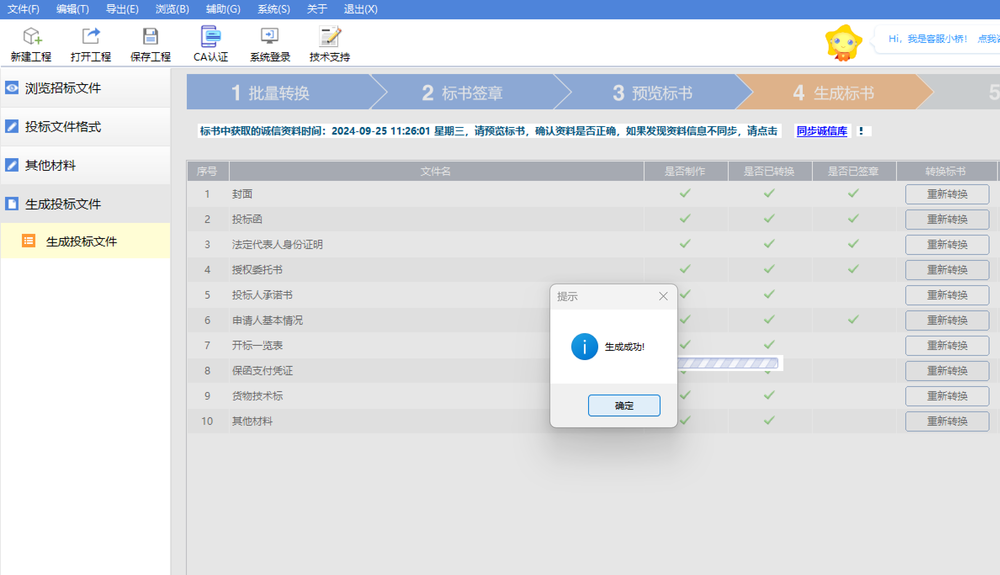 文件(F) 编辑(T) 导出(E) 浏览(B) 辅助(G) 系统(S) 关于 退出(X)
新建工程 打开工程 保存工程 CA认证 系统登录 技术支持
Hi，我是客服小桥！ 点我
浏览招标文件
投标文件格式
其他材料
生成投标文件
生成投标文件
1 批量转换 2 标书签章 3 预览标书 4 生成标书 5
标书中获取的诚信资料时间：2024-09-25 11:26:01 星期三，请预览标书，确认资料是否正确，如果发现资料信息不同步，请点击 同步诚信库 ！
序号 文件名 是否制作 是否已转换 是否已签章 转换标书
1 封面 重新转换
2 投标函 重新转换
3 法定代表人身份证明 重新转换
4 授权委托书 重新转换
5 投标人承诺书 重新转换
6 申请人基本情况 重新转换
7 开标一览表 重新转换
8 保函支付凭证 重新转换
9 货物技术标 重新转换
10 其他材料 重新转换
提示
生成成功!
确定